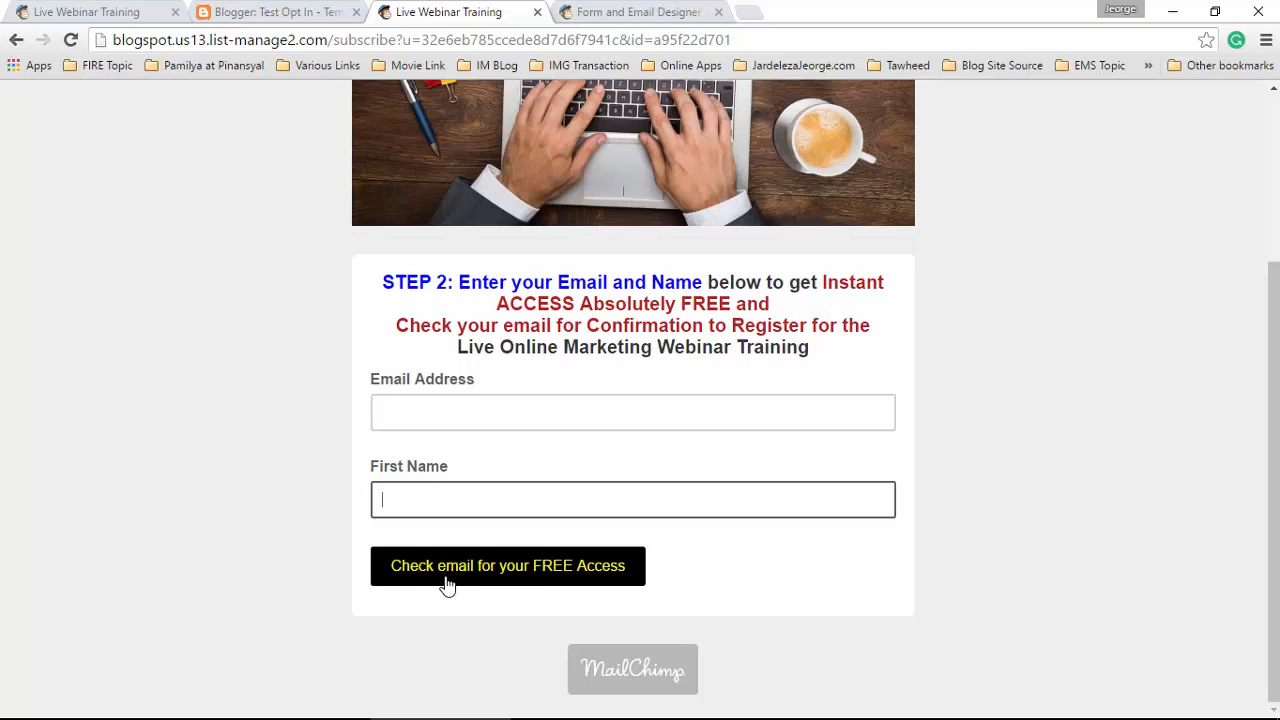 Live Webinar Training
Blogger: Test Opt In - Tem
Live Webinar Training
Form and Email Designer
Jeorge
blogspot.us13.list-manage2.com/subscribe?u=32e6eb785ccede8d7d6f7941c&id=a95f22d701
Apps
FIRE Topic
Pamilya at Pinansyal
Various Links
Movie Link
IM BLog
IMG Transaction
Online Apps
JardelezaJeorge.com
Tawheed
Blog Site Source
EMS Topic
»
Other bookmarks
STEP 2: Enter your Email and Name below to get Instant
ACCESS Absolutely FREE and
Check your email for Confirmation to Register for the
Live Online Marketing Webinar Training
Email Address
First Name
Check email for your FREE Access
MailChimp